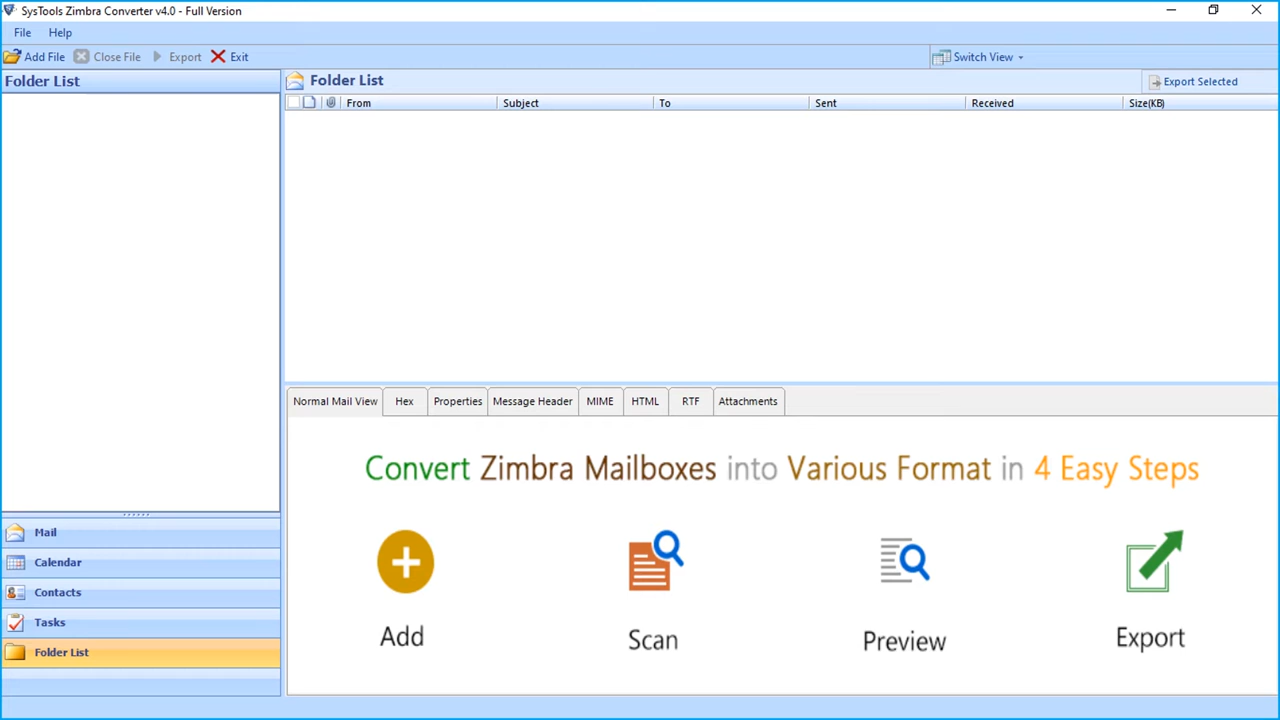 SysTools Zimbra Converter v4.0 - Full Version
File Help
Add File Close File Export Exit Switch View
Folder List
Folder List
Export Selected
From Subject To Sent Received Size(KB)
Normal Mail View Hex Properties Message Header MIME HTML RTF Attachments
Convert Zimbra Mailboxes into Various Format in 4 Easy Steps
Add Scan Preview Export
Mail
Calendar
Contacts
Tasks
Folder List